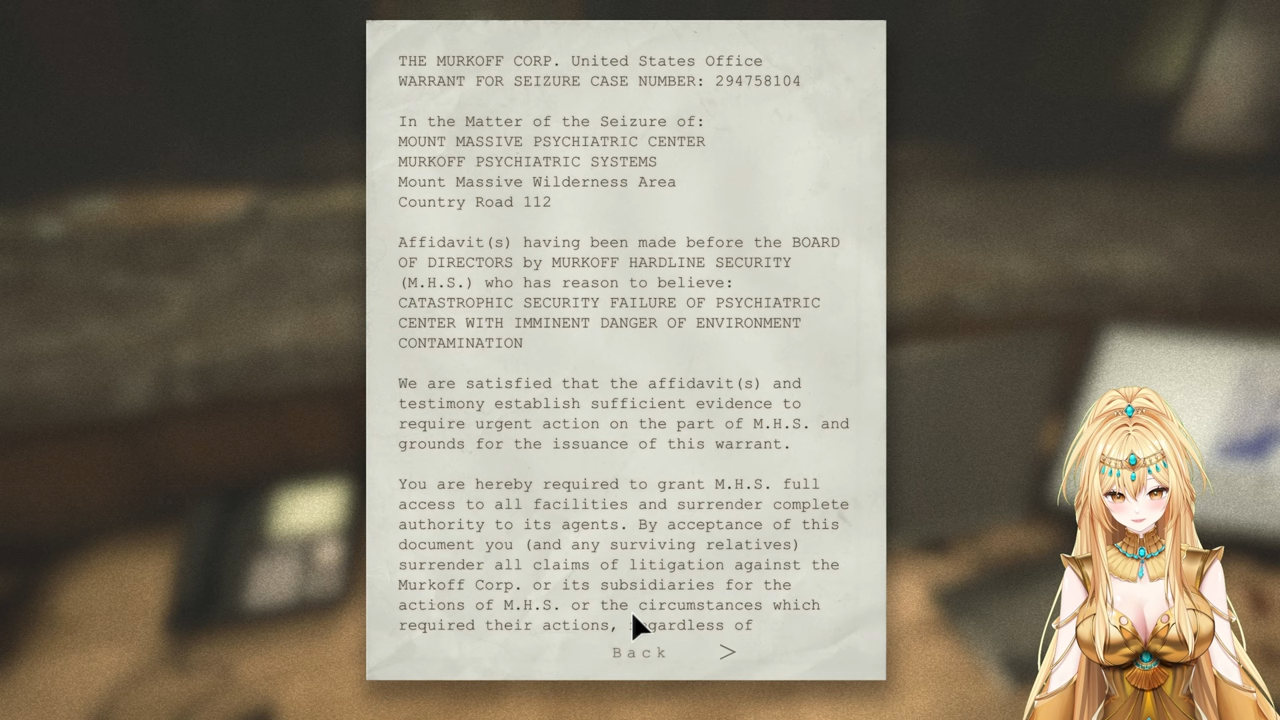 THE MURKOFF CORP. United States Office
WARRANT FOR SEIZURE CASE NUMBER: 294758104
In the Matter of the Seizure of:
MOUNT MASSIVE PSYCHIATRIC CENTER
MURKOFF PSYCHIATRIC SYSTEMS
Mount Massive Wilderness Area
Country Road 112
Affidavit(s) having been made before the BOARD
OF DIRECTORS by MURKOFF HARDLINE SECURITY
(M.H.S.) who has reason to believe:
CATASTROPHIC SECURITY FAILURE OF PSYCHIATRIC
CENTER WITH IMMINENT DANGER OF ENVIRONMENT
CONTAMINATION
We are satisfied that the affidavit(s) and
testimony establish sufficient evidence to
require urgent action on the part of M.H.S. and
grounds for the issuance of this warrant.
You are hereby required to grant M.H.S. full
access to all facilities and surrender complete
authority to its agents. By acceptance of this
document you (and any surviving relatives)
surrender all claims of litigation against the
Murkoff Corp. or its subsidiaries for the
actions of M.H.S. or the circumstances which
required their actions, regardless of
Back >